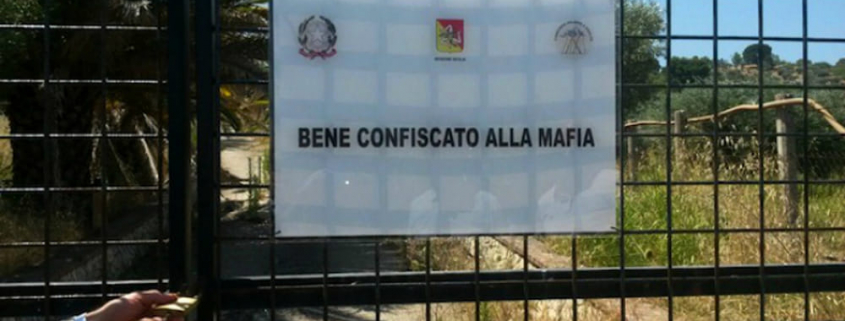 BENE CONFISCATO ALLA MAFIA